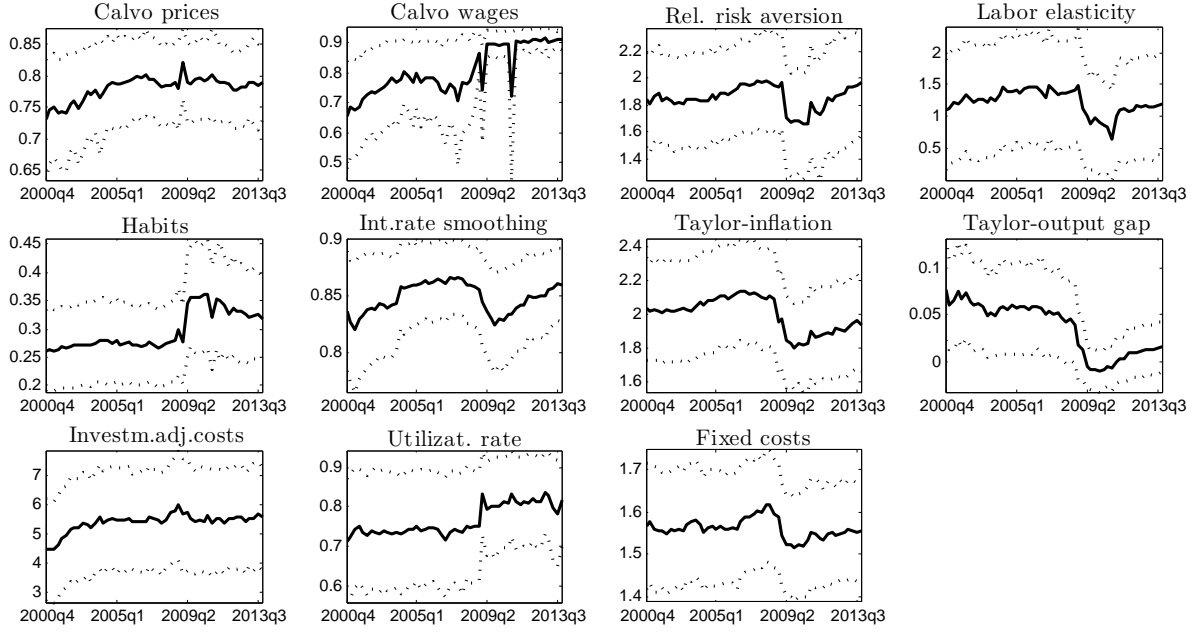 Calvo prices
0.85
0.8
0.75
0.7
0.65
2000q4 2005q1 2009q2 2013q3
Calvo wages
0.9
0.8
0.7
0.6
0.5
2000q4 2005q1 2009q2 2013q3
Rel. risk aversion
2.2
2
1.8
1.6
1.4
2000q4 2005q1 2009q2 2013q3
Labor elasticity
2
1.5
1
0.5
2000q4 2005q1 2009q2 2013q3
Habits
0.45
0.4
0.35
0.3
0.25
0.2
2000q4 2005q1 2009q2 2013q3
Int.rate smoothing
0.9
0.85
0.8
2000q4 2005q1 2009q2 2013q3
Taylor-inflation
2.4
2.2
2
1.8
1.6
2000q4 2005q1 2009q2 2013q3
Taylor-output gap
0.1
0.05
0
2000q4 2005q1 2009q2 2013q3
Investm.adj.costs
7
6
5
4
3
2000q4 2005q1 2009q2 2013q3
Utilizat. rate
0.9
0.8
0.7
0.6
2000q4 2005q1 2009q2 2013q3
Fixed costs
1.7
1.6
1.5
1.4
2000q4 2005q1 2009q2 2013q3